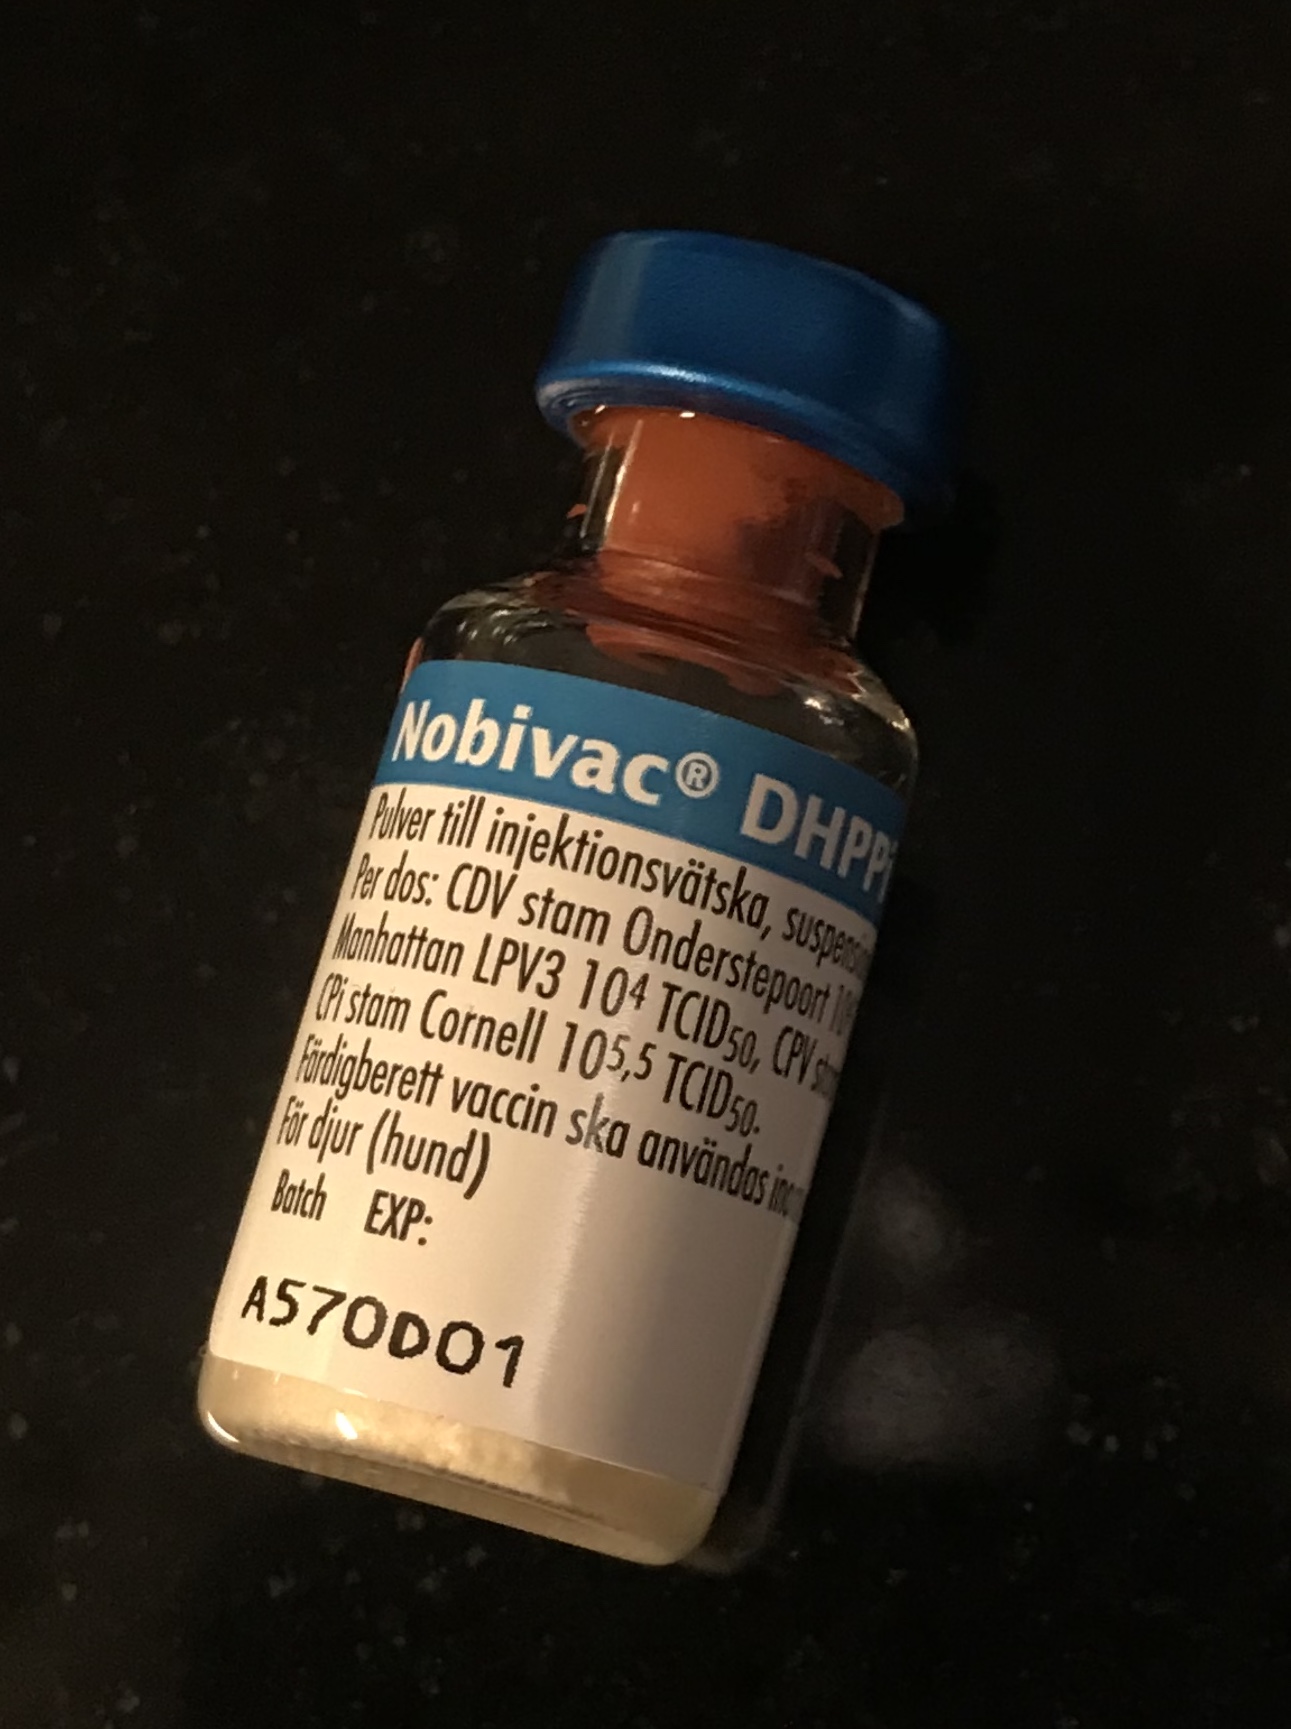 Nobivac® DHPPi
Pulver till injektionsvätska,
Per dos: CDV stam Onderstepoort
Manhattan LPV3 10⁴ TCID₅₀, CPV
CPi stam Cornell 10⁵,⁵ TCID₅₀.
Färdigberett vaccin ska användas
För djur (hund)
Batch EXP:
A570D01